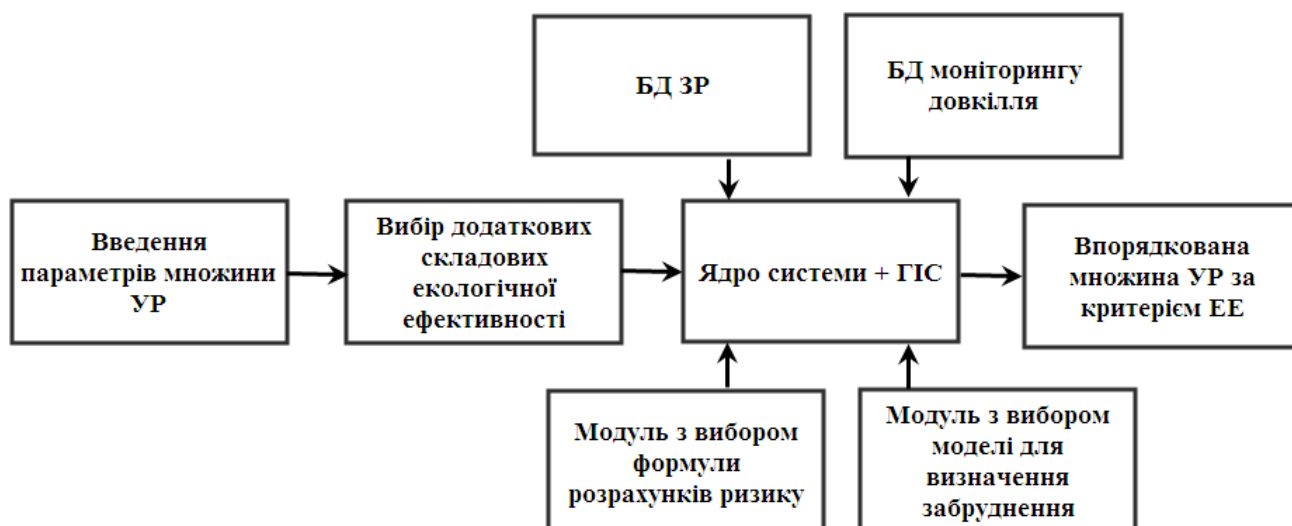 БД ЗР
БД моніторингу
довкілля
Введення
параметрів множини
УР
Вибір додаткових
складових
екологічної
ефективності
Ядро системи + ГІС
Впорядкована
множина УР за
критерієм ЕЕ
Модуль з вибором
формули
розрахунків ризику
Модуль з вибором
моделі для
визначення
забруднення